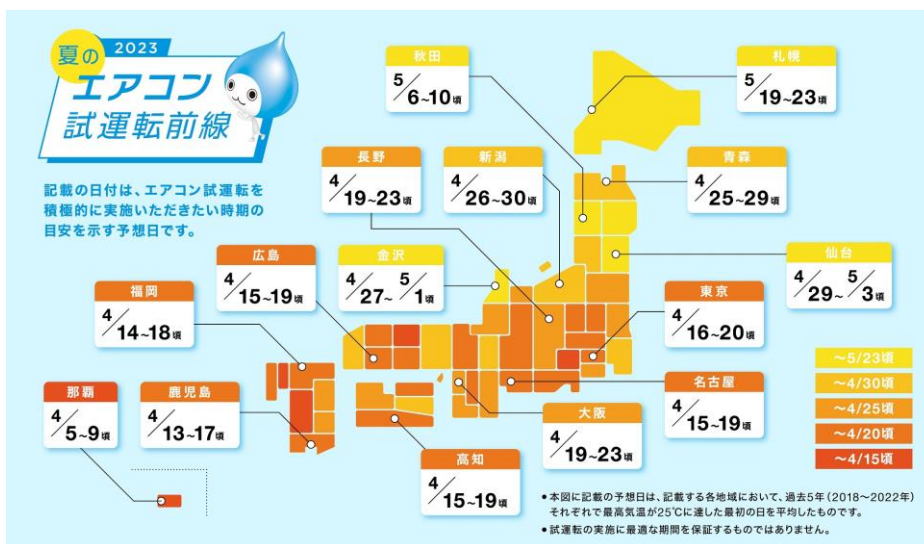 夏の
2023
エアコン
試運転前線
記載の日付は、エアコン試運転を
積極的に実施いただきたい時期の
目安を示す予想日です。
秋田
5/6~10頃
札幌
5/19~23頃
長野
4/19~23頃
新潟
4/26~30頃
青森
4/25~29頃
広島
4/15~19頃
金沢
4/27~5/1頃
仙台
4/29~5/3頃
福岡
4/14~18頃
東京
4/16~20頃
那覇
4/5~9頃
鹿児島
4/13~17頃
高知
4/15~19頃
大阪
4/19~23頃
名古屋
4/15~19頃
~5/23頃
~4/30頃
~4/25頃
~4/20頃
~4/15頃
●本図に記載の予想日は、記載する各地域において、過去5年(2018~2022年)
それぞれで最高気温が25℃に達した最初の日を平均したものです。
●試運転の実施に最適な期間を保証するものではありません。